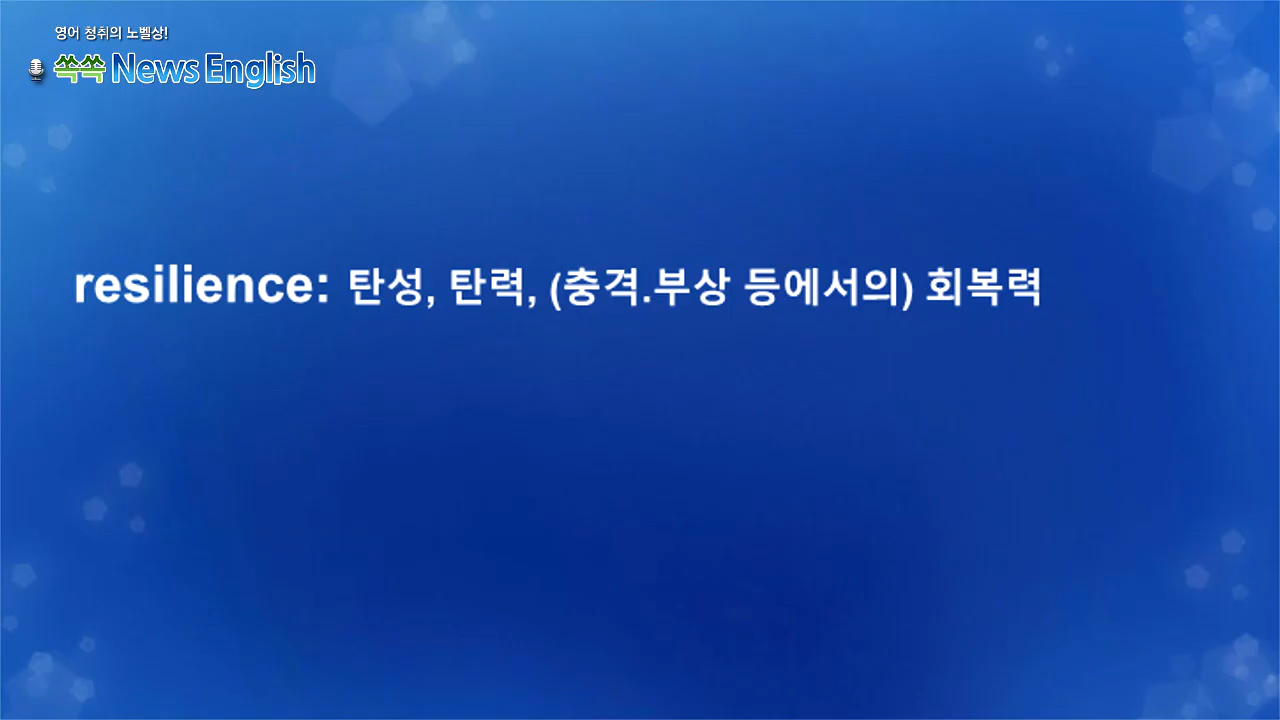 영어 청취의 노벨상!
쏙쏙 News English
resilience: 탄성, 탄력, (충격.부상 등에서의) 회복력